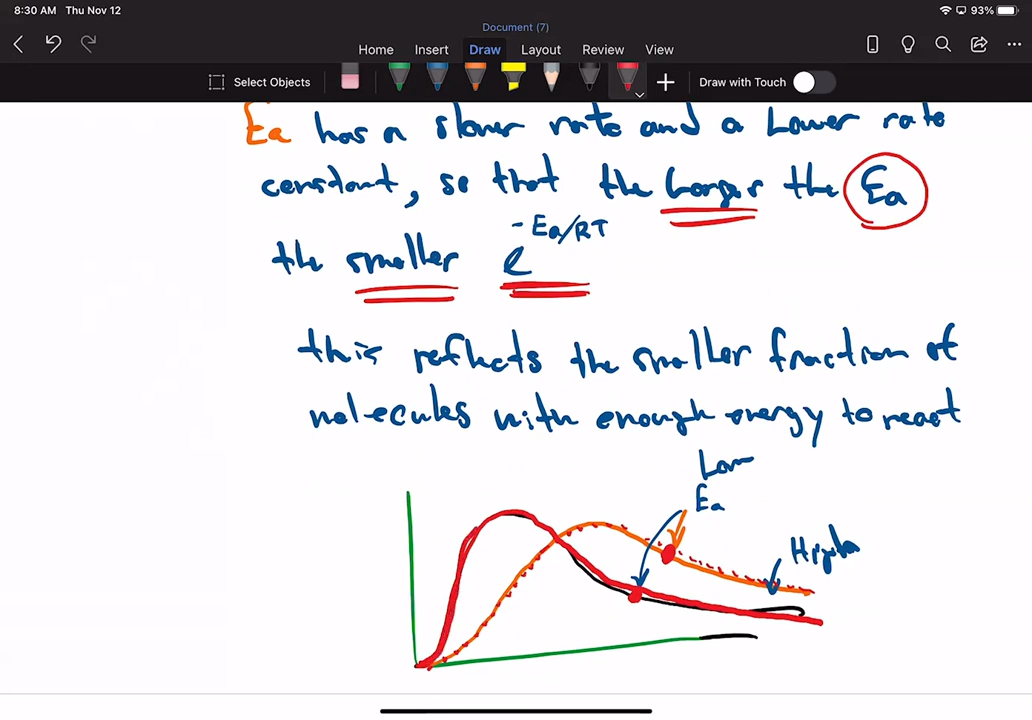 8:30 AM Thu Nov 12
93%
Document (7)
Home Insert Draw Layout Review View
Select Objects
Draw with Touch
Ea has a slower rate and a Lower rate
constant, so that the larger the Ea
the smaller e -Ea/RT
this reflects the smaller fraction of
molecules with enough energy to react
Low
Ea